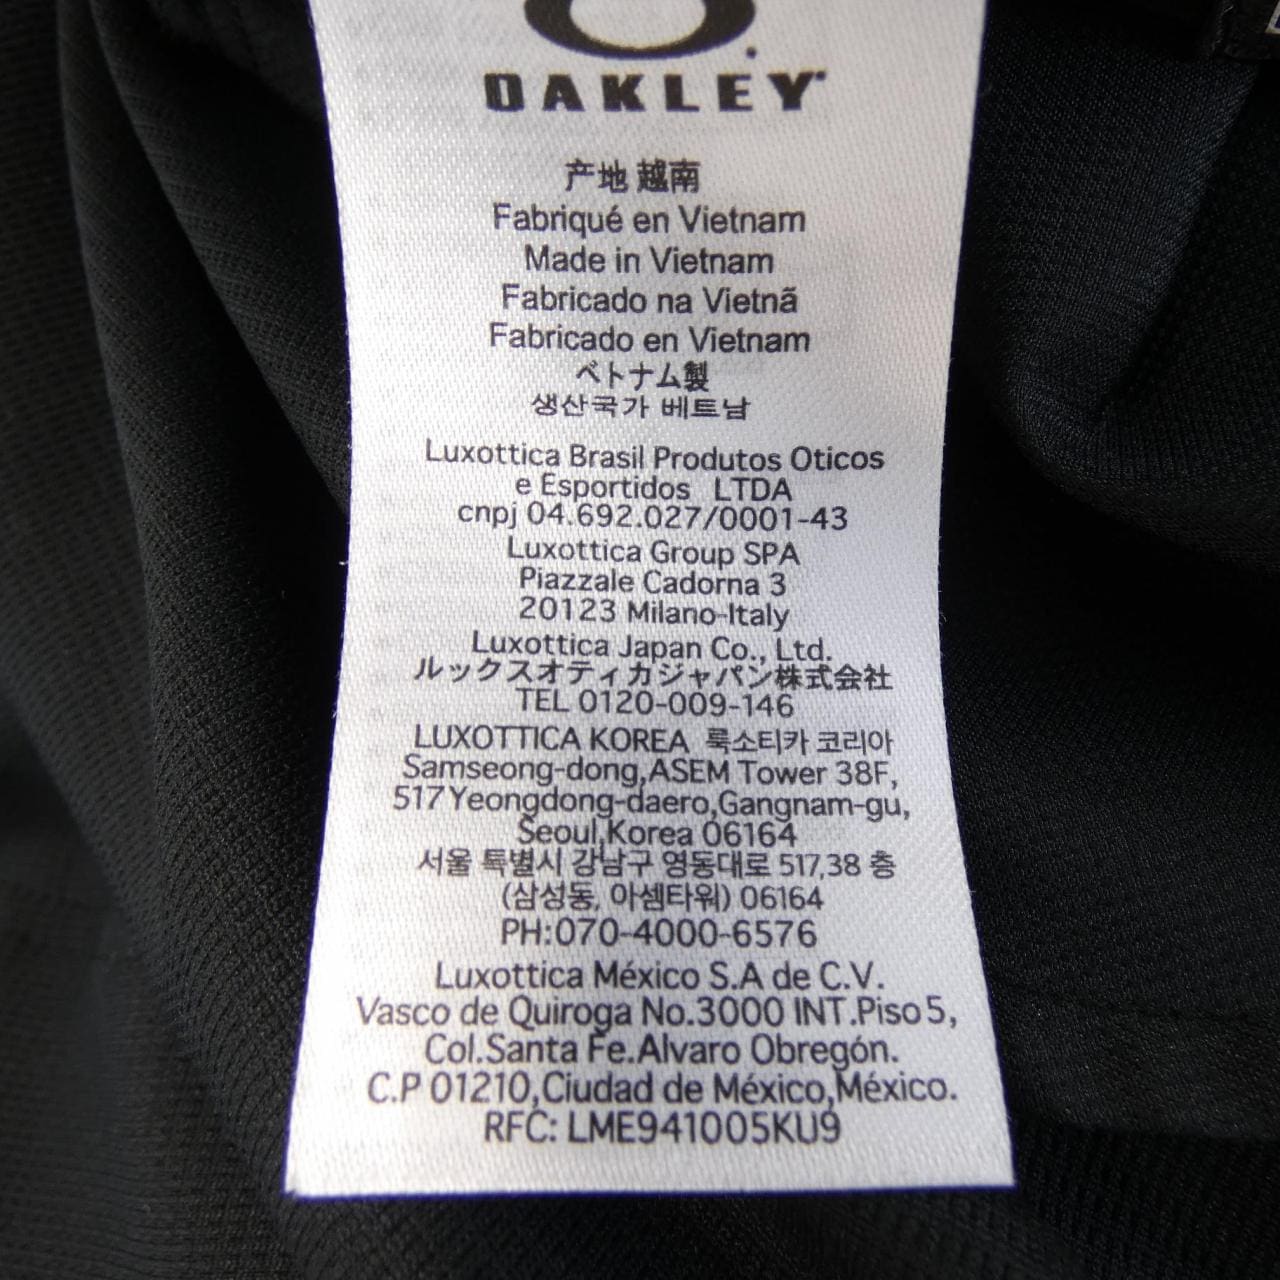 OAKLEY
产地 越南
Fabriqué en Vietnam
Made in Vietnam
Fabricado na Vietnã
Fabricado en Vietnam
ベトナム製
생산국가 베트남
Luxottica Brasil Produtos Oticos
e Esportidos LTDA
cnpj 04.692.027/0001-43
Luxottica Group SPA
Piazzale Cadorna 3
20123 Milano-Italy
Luxottica Japan Co., Ltd.
ルックスオティカジャパン株式会社
TEL 0120-009-146
LUXOTTICA KOREA 룩소티카 코리아
Samseong-dong,ASEM Tower 38F,
517 Yeongdong-daero,Gangnam-gu,
Seoul,Korea 06164
서울 특별시 강남구 영동대로 517,38 층
(삼성동, 아셈타워) 06164
PH:070-4000-6576
Luxottica México S.A de C.V.
Vasco de Quiroga No.3000 INT.Piso 5,
Col.Santa Fe.Alvaro Obregón.
C.P 01210,Ciudad de México,México.
RFC: LME941005KU9